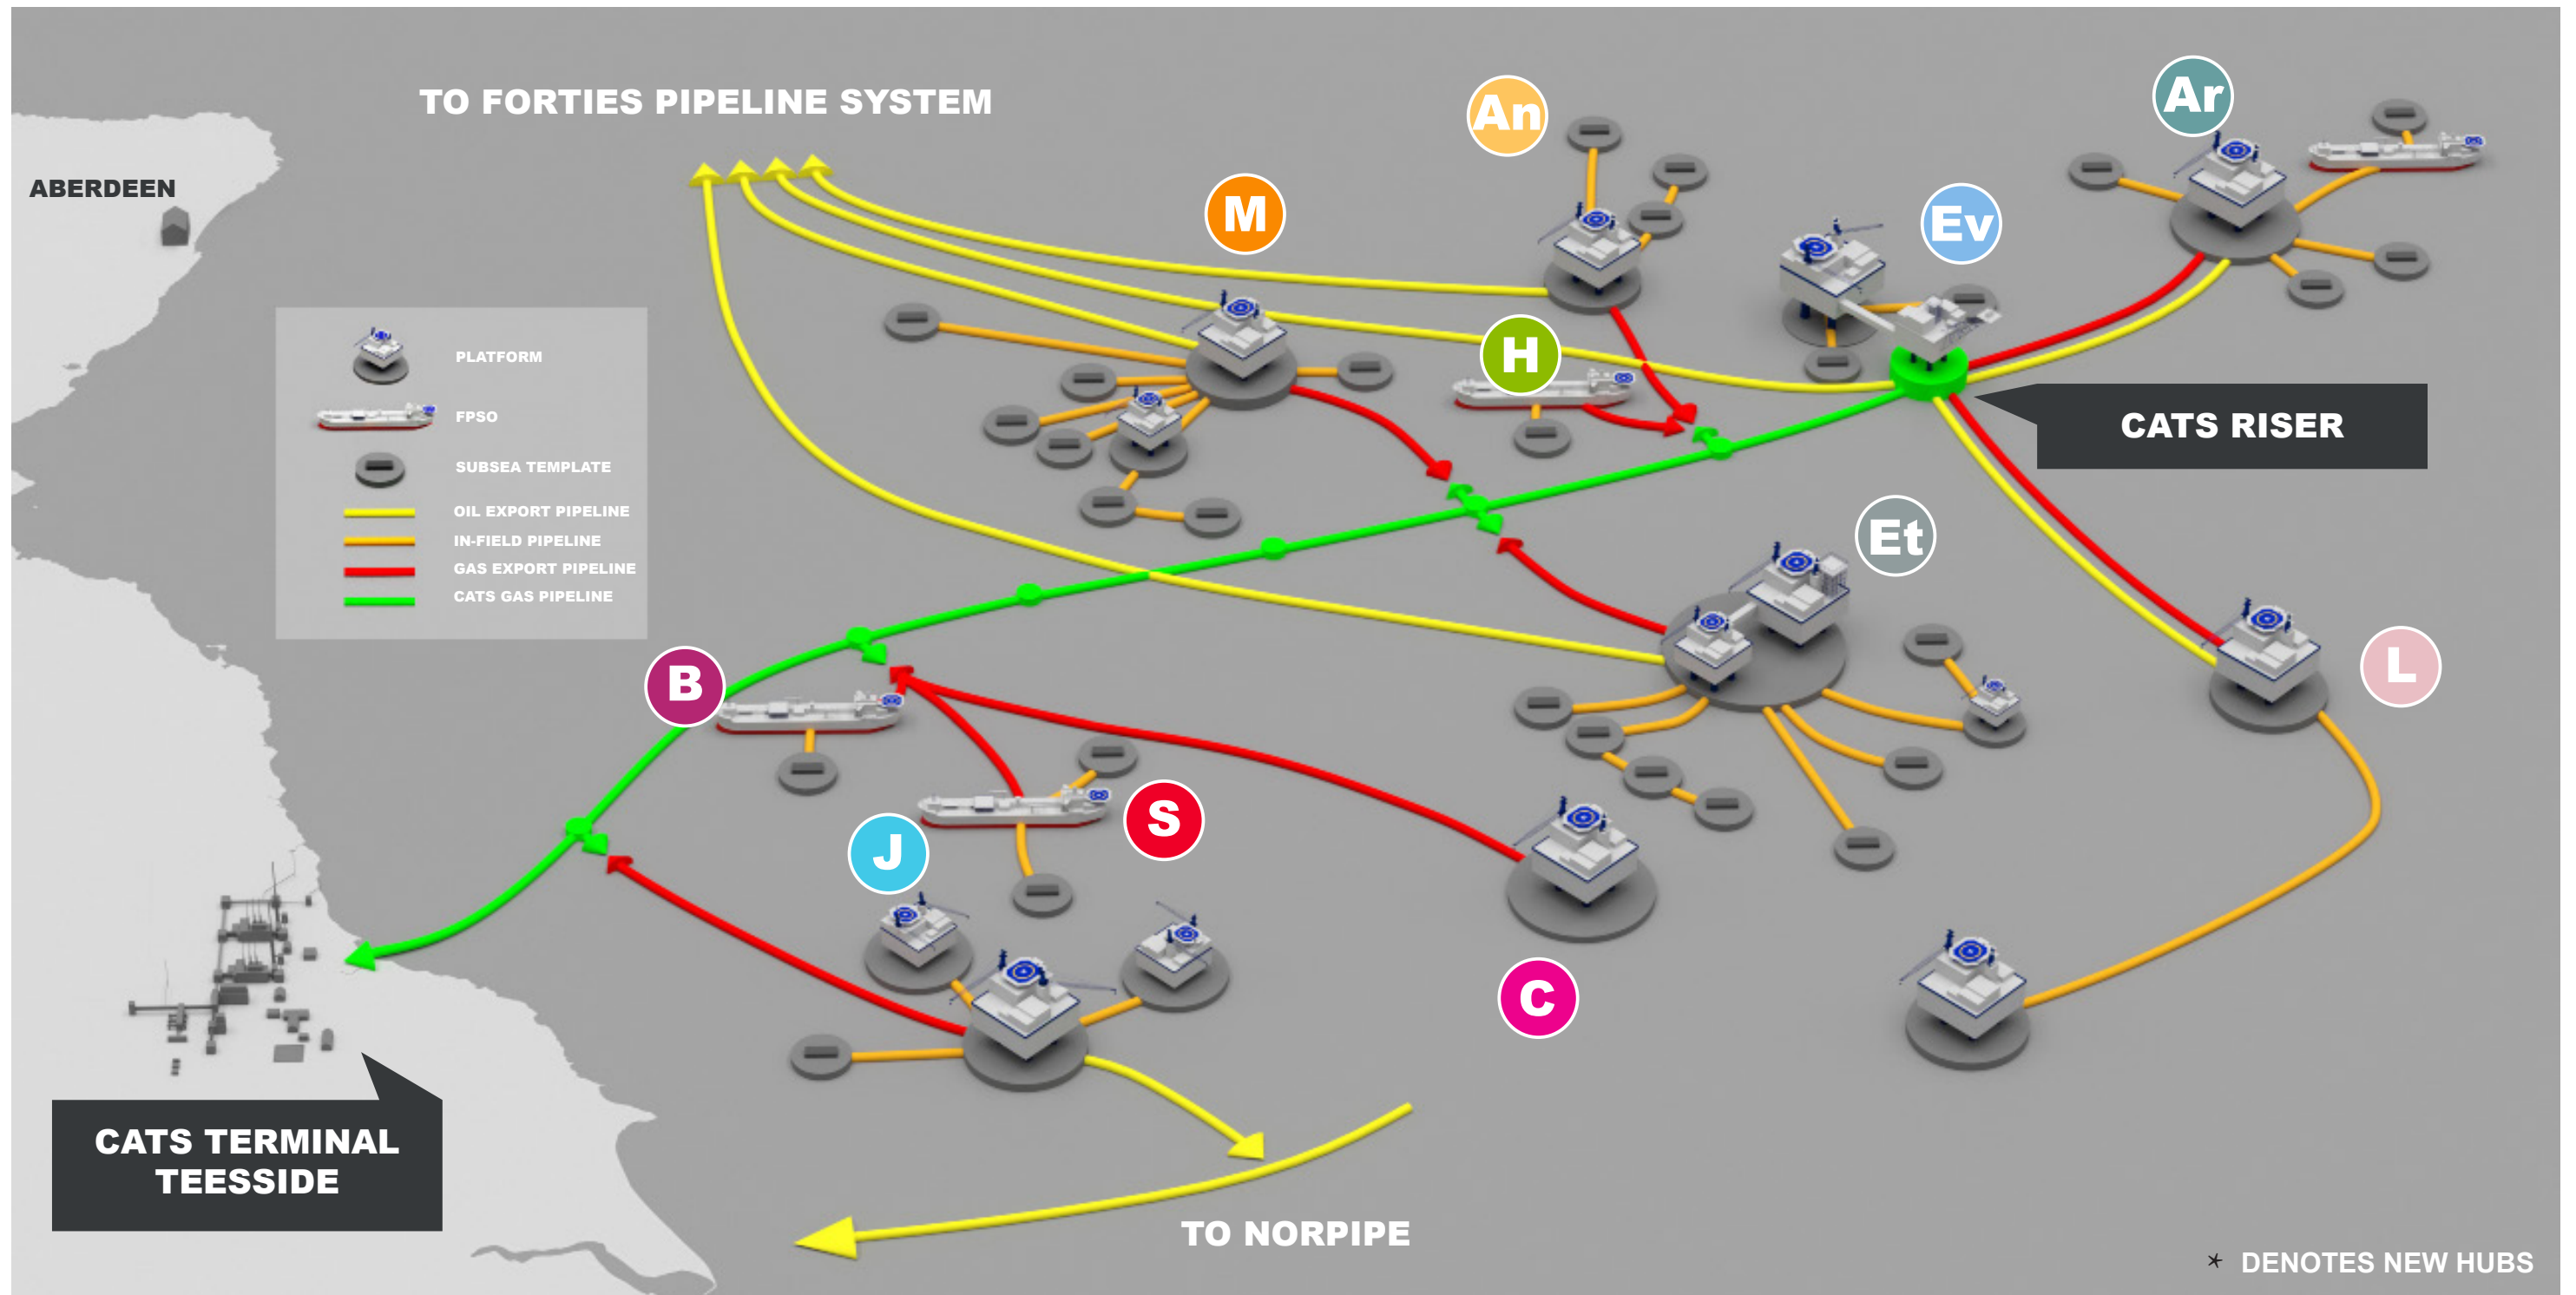 TO FORTIES PIPELINE SYSTEM
ABERDEEN
An
Ar
M
Ev
H
PLATFORM
FPSO
SUBSEA TEMPLATE
OIL EXPORT PIPELINE
IN-FIELD PIPELINE
GAS EXPORT PIPELINE
CATS GAS PIPELINE
CATS RISER
Et
B
L
S
J
C
CATS TERMINAL
TEESSIDE
TO NORPIPE
* DENOTES NEW HUBS